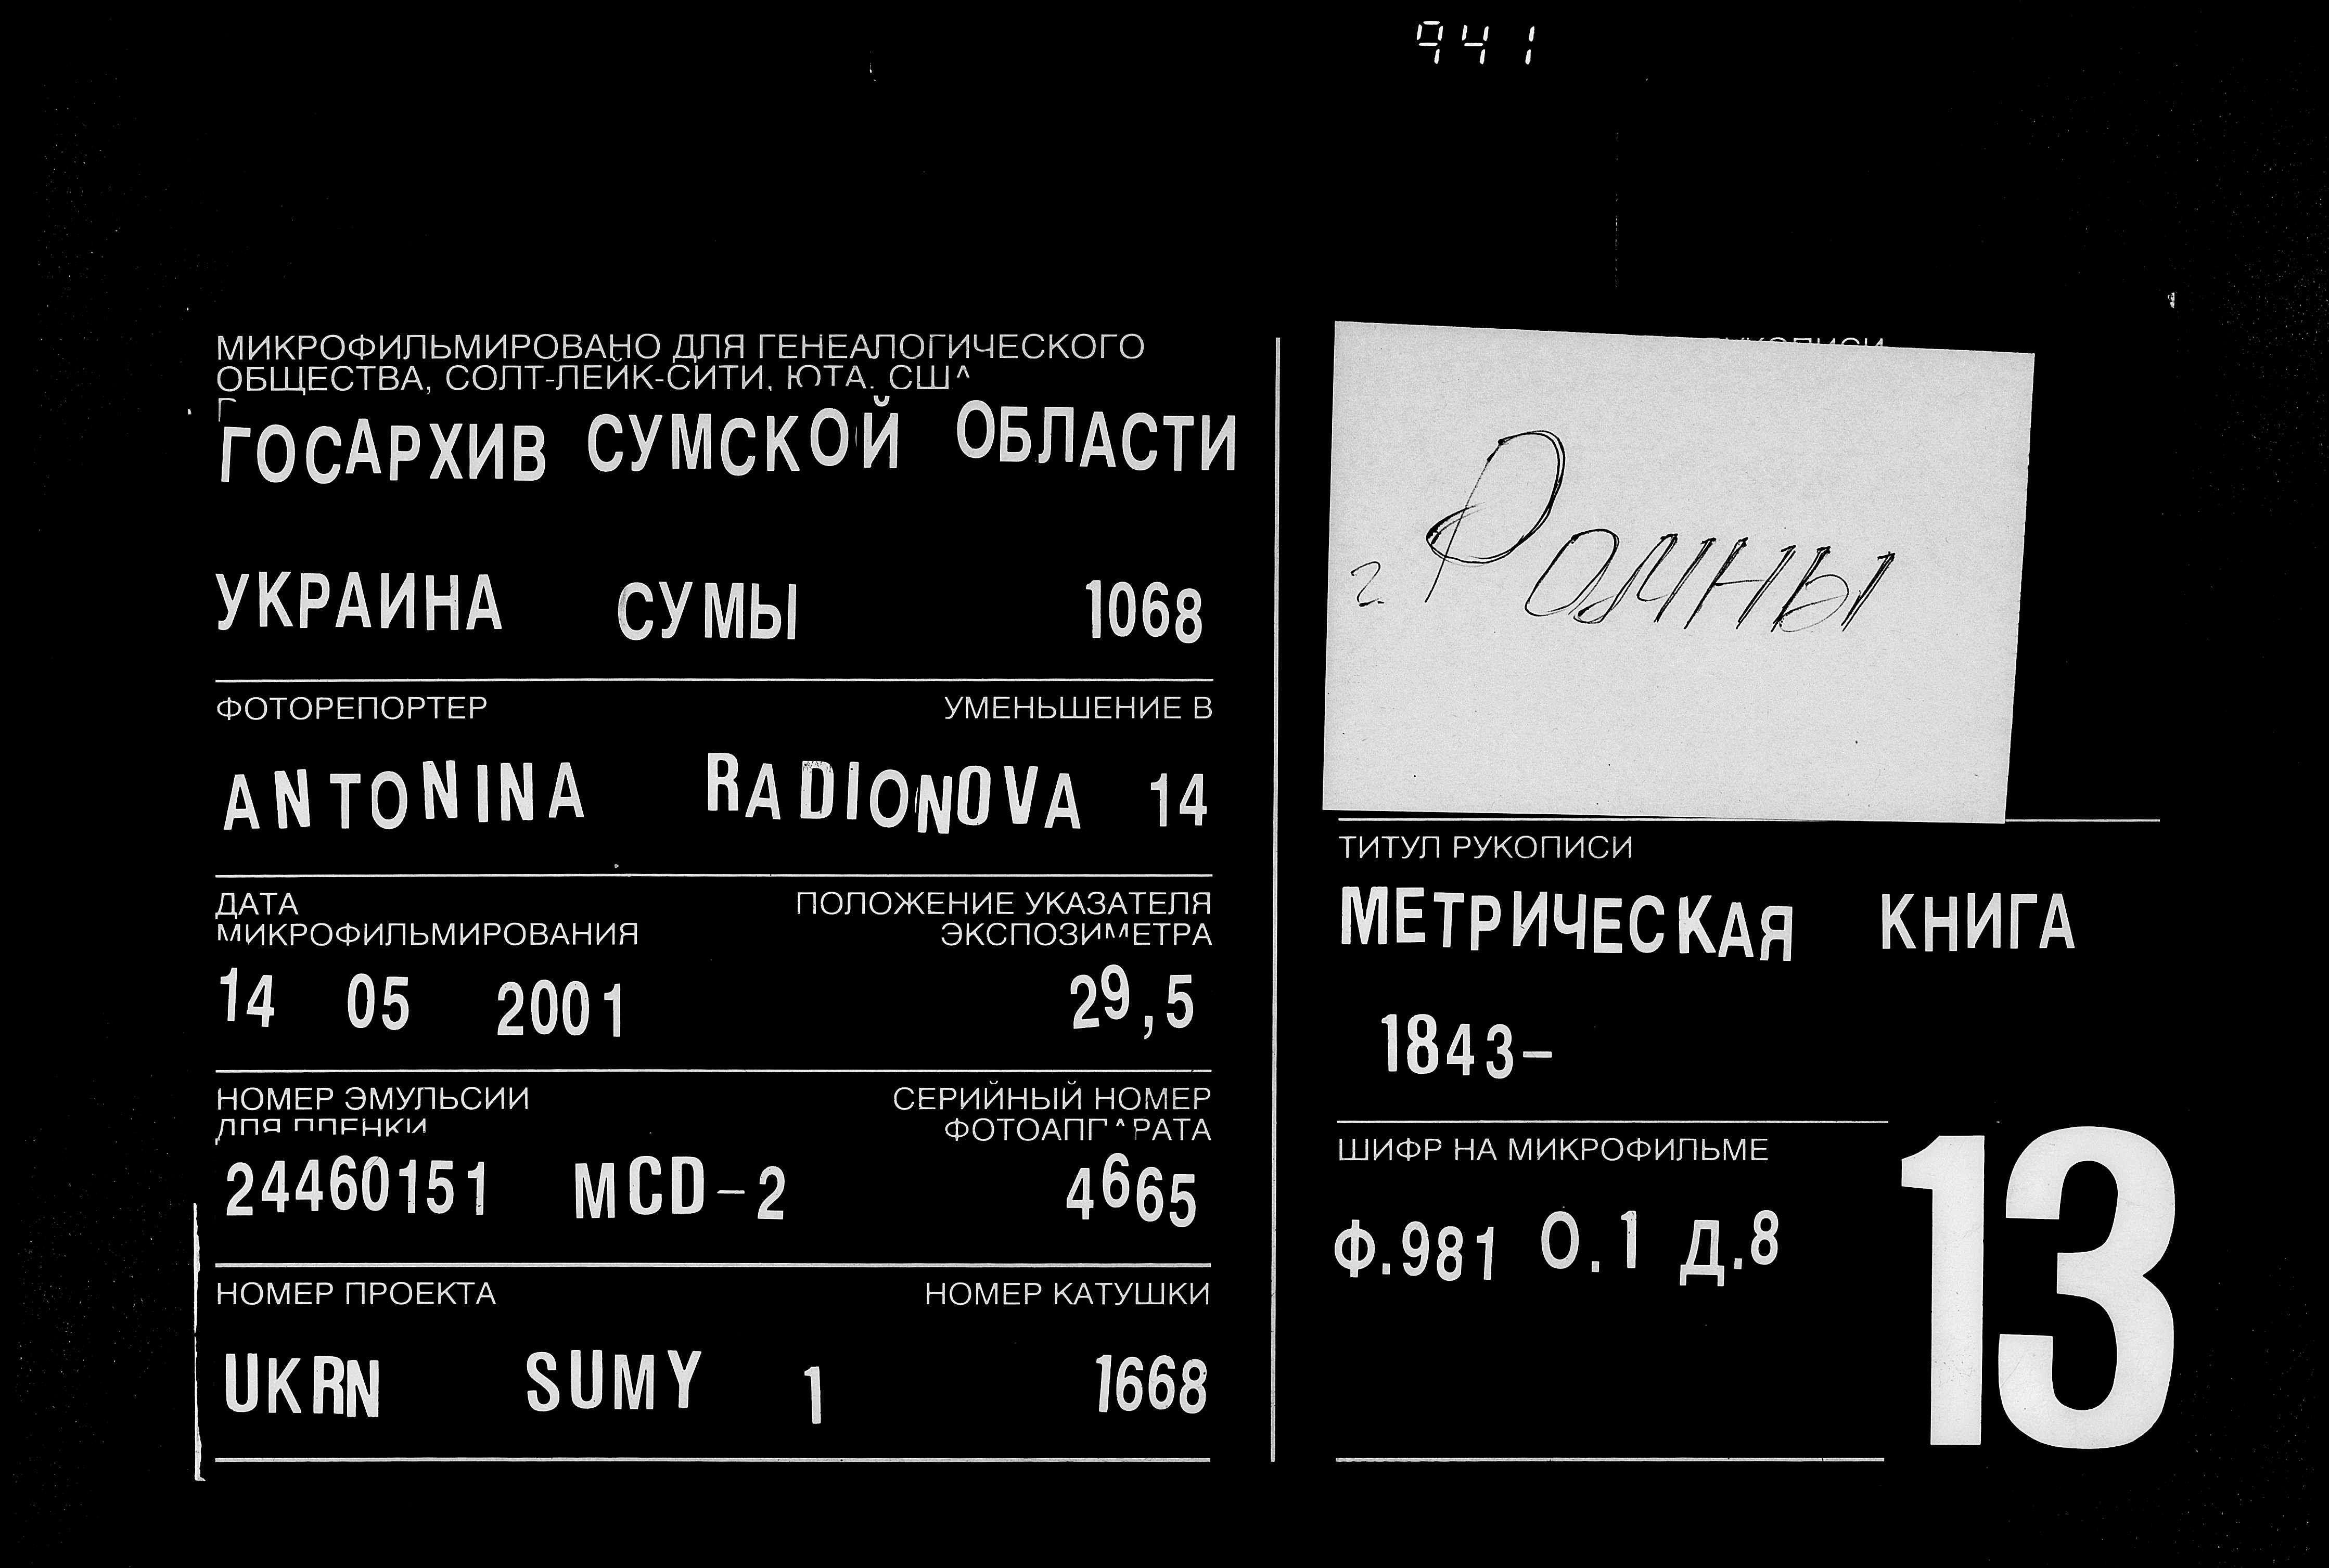 941
МИКРОФИЛЬМИРОВАНО ДЛЯ ГЕНЕАЛОГИЧЕСКОГО
ОБЩЕСТВА, СОЛТ-ЛЕЙК-СИТИ, ЮТА, США
ГОСАРХИВ СУМСКОЙ ОБЛАСТИ
УКРАИНА СУМЫ 1068
ФОТОРЕПОРТЕР УМЕНЬШЕНИЕ В
ANTONINA RADIONOVA 14
ДАТА
МИКРОФИЛЬМИРОВАНИЯ
ПОЛОЖЕНИЕ УКАЗАТЕЛЯ
ЭКСПОЗИМЕТРА
14 05 2001 29,5
НОМЕР ЭМУЛЬСИИ
ДЛЯ ПЛЕНКИ
СЕРИЙНЫЙ НОМЕР
ФОТОАППАРАТА
24460151 MCD-2 4665
НОМЕР ПРОЕКТА НОМЕР КАТУШКИ
UKRN SUMY 1 1668
РУКОПИСИ
г. Ромны
ТИТУЛ РУКОПИСИ
МЕТРИЧЕСКАЯ КНИГА
1843-
ШИФР НА МИКРОФИЛЬМЕ
Ф.981 О.1 Д.8
13